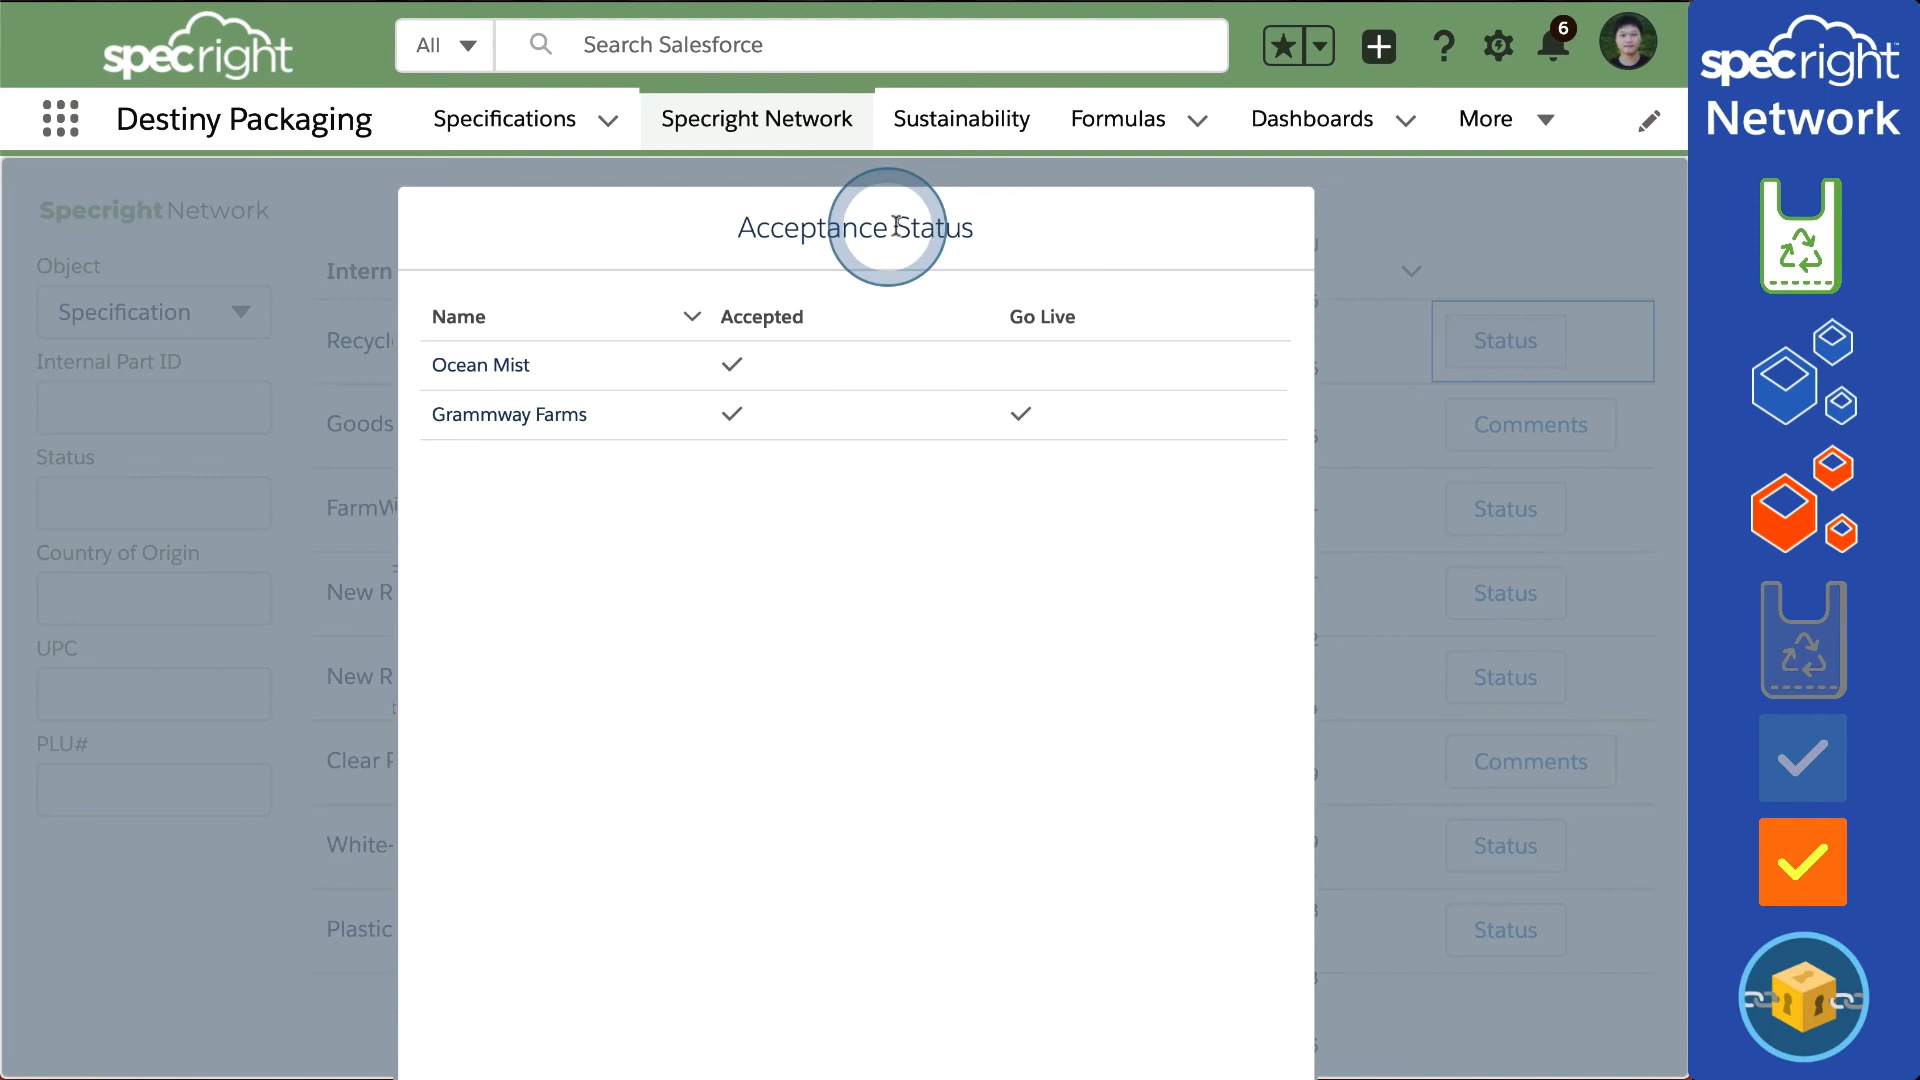 specright
All
Search Salesforce
6
specright
Network
Destiny Packaging
Specifications
Specright Network
Sustainability
Formulas
Dashboards
More
Specright Network
Acceptance Status
Object
Specification
Intern
Name
Accepted
Go Live
Recycl
Status
Ocean Mist
Internal Part ID
Grammway Farms
Goods
Comments
Status
FarmW
Status
Country of Origin
New R
Status
UPC
New R
Status
PLU#
Clear
Comments
White-
Status
Plastic
Status